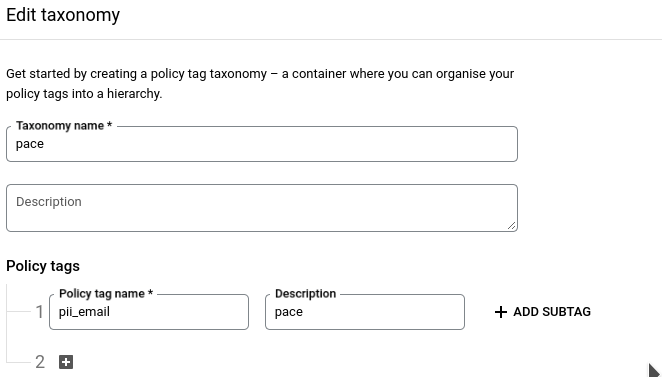 Edit taxonomy
Get started by creating a policy tag taxonomy – a container where you can organise your
policy tags into a hierarchy.
Taxonomy name *
pace
Description
Policy tags
Policy tag name *
Description
1
pii_email
pace
ADD SUBTAG
2